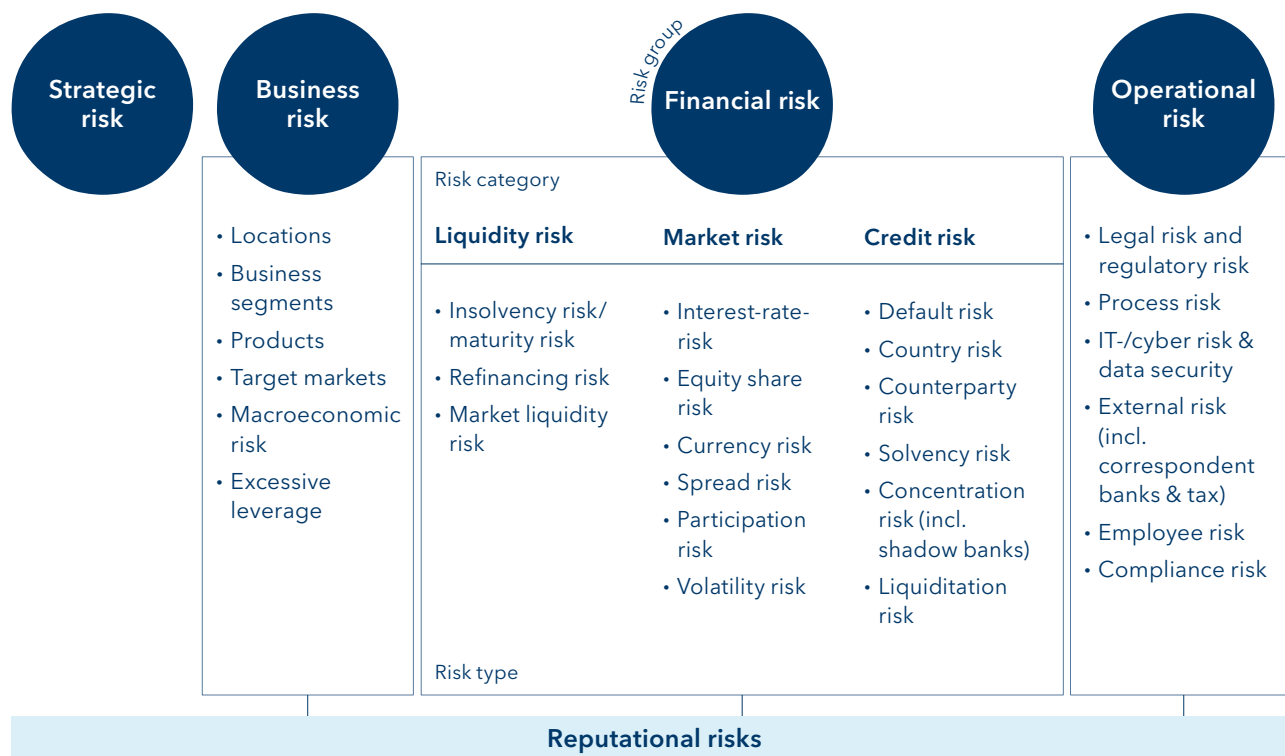 Strategic
risk
Business
risk
Risk group
Financial risk
Operational
risk
• Locations
• Business
segments
• Products
• Target markets
• Macroeconomic
risk
• Excessive
leverage
Risk category
Liquidity risk
• Insolvency risk/
maturity risk
• Refinancing risk
• Market liquidity
risk
Market risk
• Interest-rate-
risk
• Equity share
risk
• Currency risk
• Spread risk
• Participation
risk
• Volatility risk
Credit risk
• Default risk
• Country risk
• Counterparty
risk
• Solvency risk
• Concentration
risk (incl.
shadow banks)
• Liquiditation
risk
Risk type
• Legal risk and
regulatory risk
• Process risk
• IT-/cyber risk &
data security
• External risk
(incl.
correspondent
banks & tax)
• Employee risk
• Compliance risk
Reputational risks